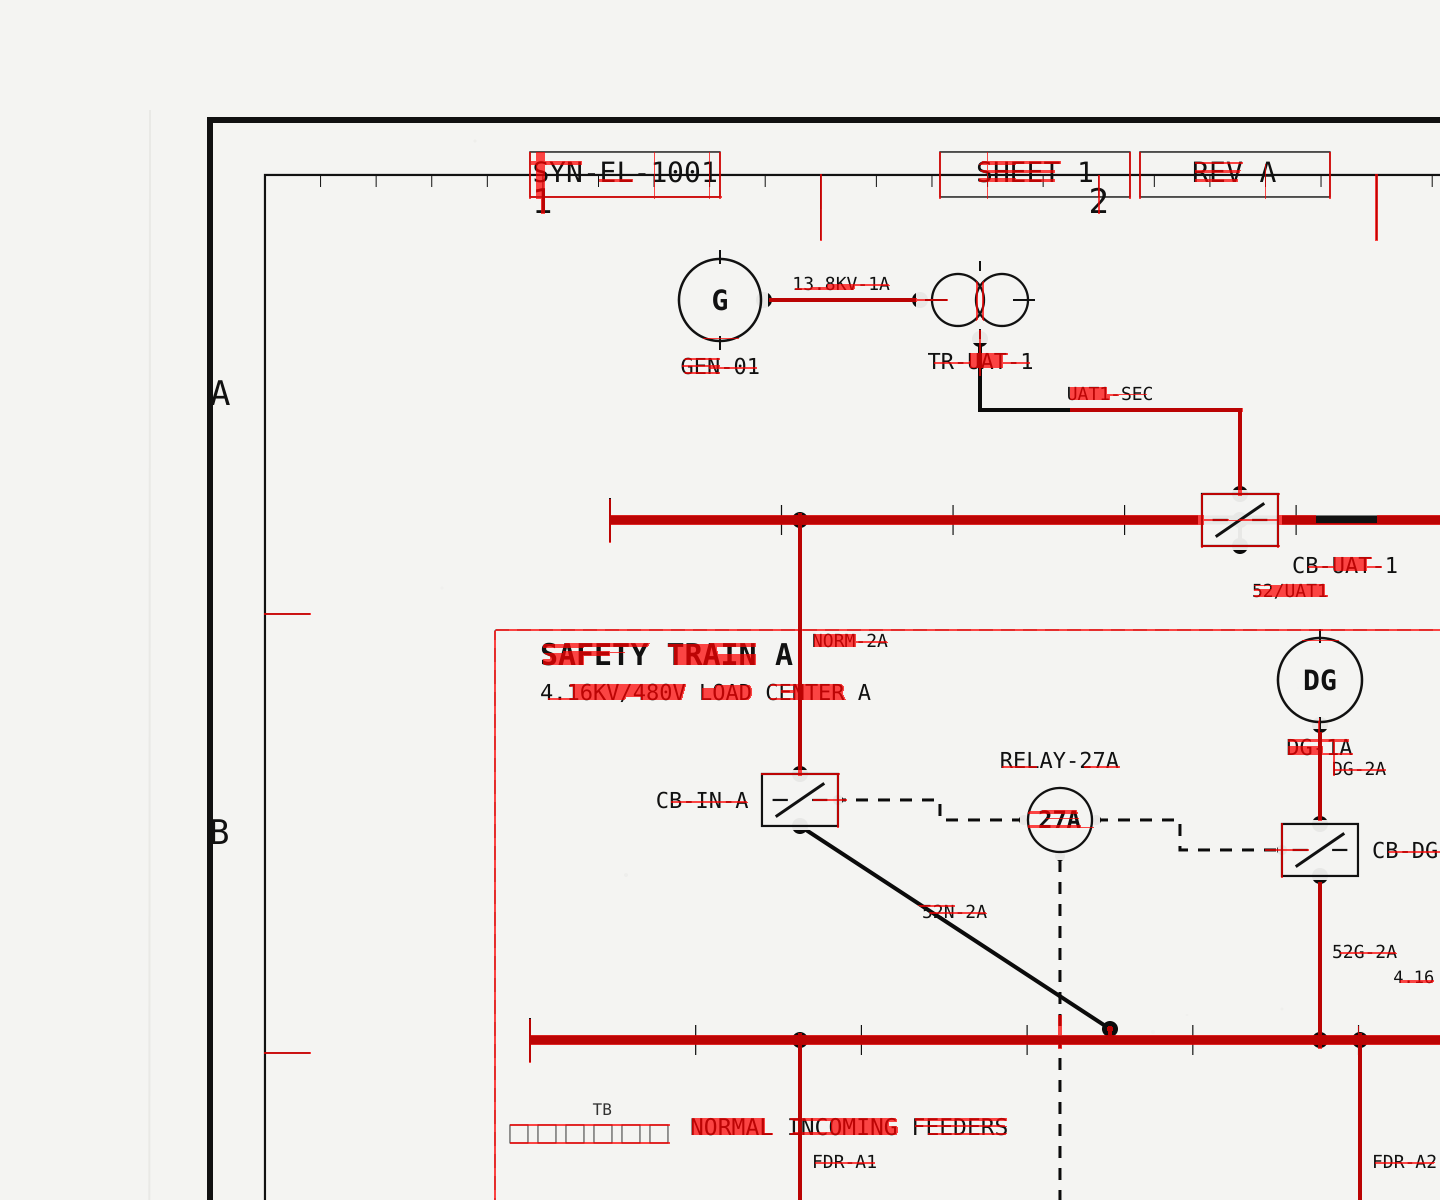 SYN-EL-1001
SHEET 1
REV A
1
2
13.8KV-1A
G
GEN-01
TR-UAT-1
A
UAT1-SEC
CB-UAT-1
52/UAT1
SAFETY TRAIN A
NORM-2A
4.16KV/480V LOAD CENTER A
DG
DG-1A
RELAY-27A
DG-2A
CB-IN-A
27A
B
CB-DG
52N-2A
52G-2A
4.16
TB
NORMAL INCOMING FEEDERS
FDR-A1
FDR-A2